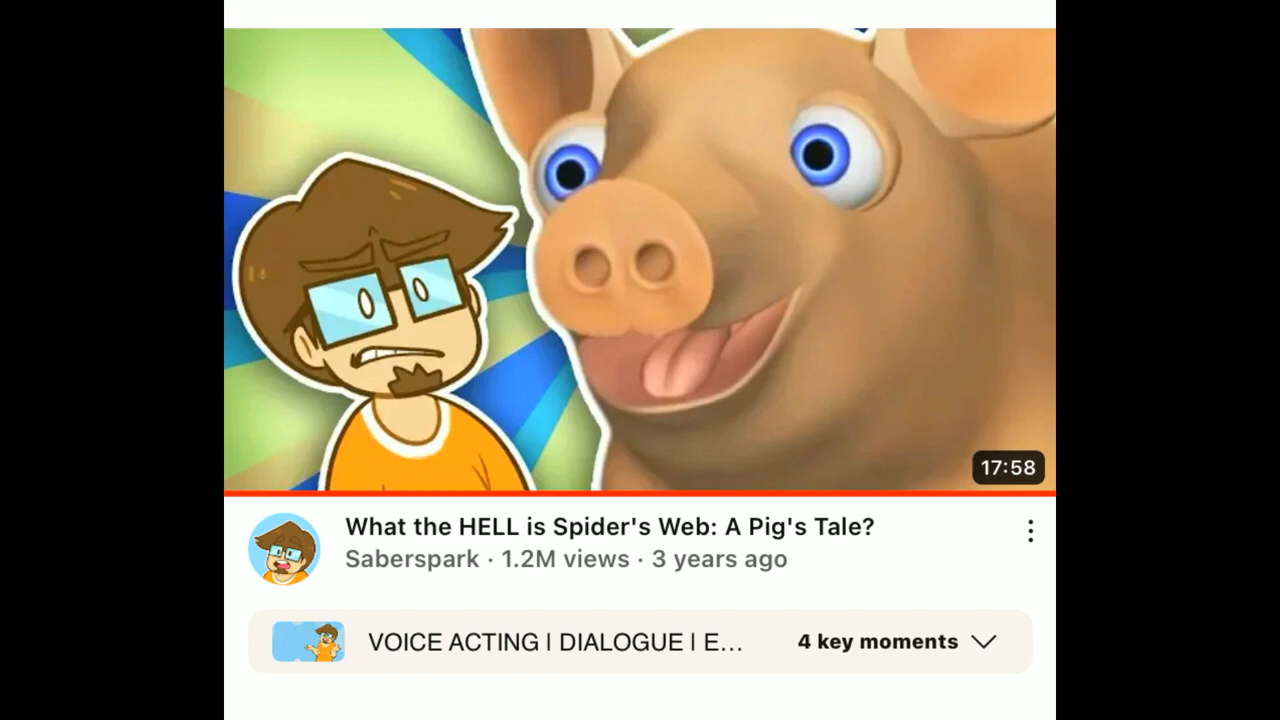 17:58
What the HELL is Spider's Web: A Pig's Tale?
Saberspark · 1.2M views · 3 years ago
VOICE ACTING | DIALOGUE | E... 4 key moments